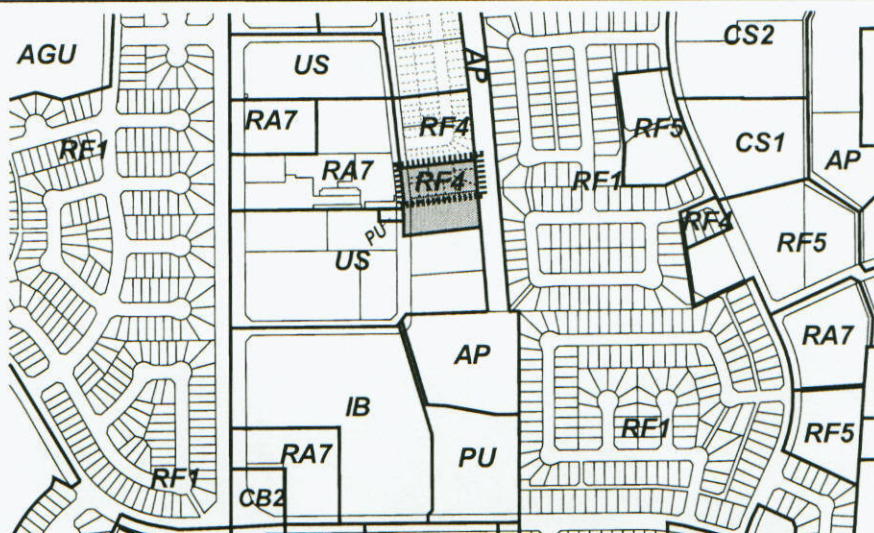 AGU
US
AP
CS2
RA7
RF4
RF5
CS1
RF1
RA7
RF4
RF1
AP
RF4
PU
US
RF5
AP
RA7
IB
RF1
RA7
PU
RF5
RF1
CB2